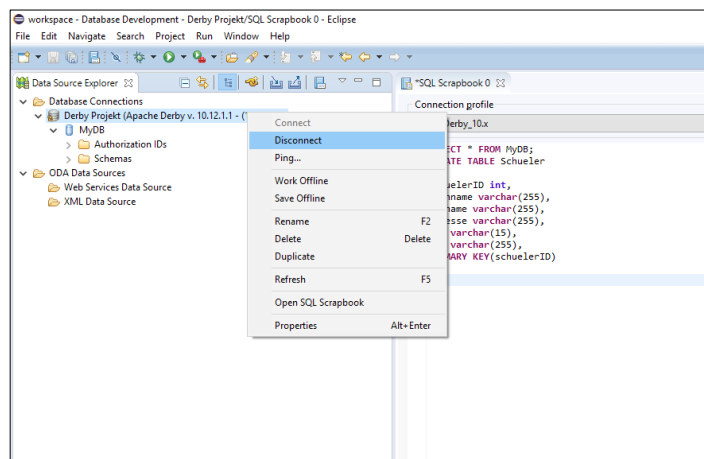 workspace - Database Development - Derby Projekt/SQL Scrapbook 0 - Eclipse
File Edit Navigate Search Project Run Window Help
Data Source Explorer
Database Connections
Derby Projekt (Apache Derby v. 10.12.1.1 - (
MyDB
Authorization IDs
Schemas
ODA Data Sources
Web Services Data Source
XML Data Source
Connect
Disconnect
Ping...
Work Offline
Save Offline
Rename F2
Delete Delete
Duplicate
Refresh F5
Open SQL Scrapbook
Properties Alt+Enter
*SQL Scrapbook 0
Connection profile
Derby_10.x
ECT * FROM MyDB;
ATE TABLE Schueler
uelerID int,
nname varchar(255),
name varchar(255),
esse varchar(255),
varchar(15),
varchar(255),
MARY KEY(schuelerID)